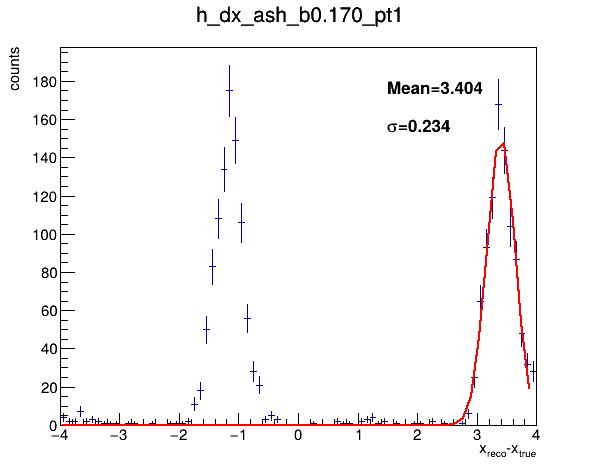 h_dx_ash_b0.170_pt1
counts
180
160
140
120
100
80
60
40
20
0
Mean=3.404
σ=0.234
−4 −3 −2 −1 0 1 2 3 4
x_reco-x_true